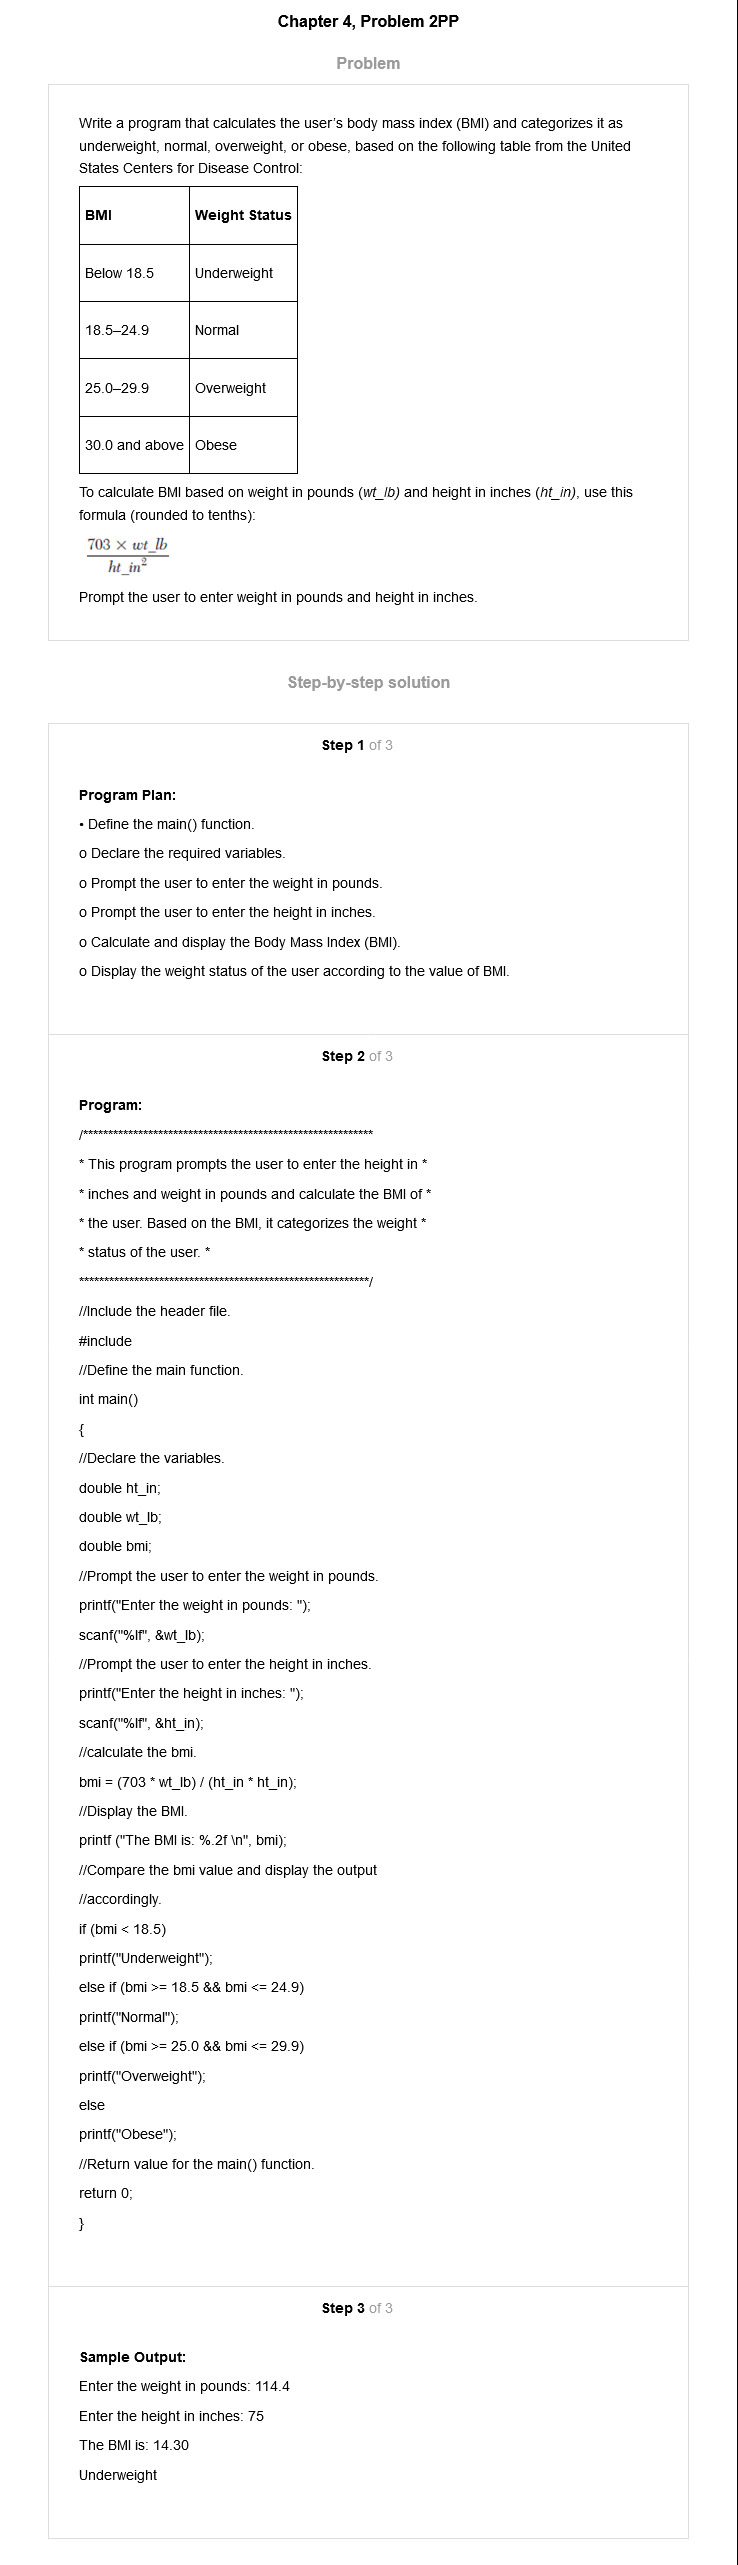 Chapter 4, Problem 2PP
Problem
Write a program that calculates the user's body mass index (BMI) and categorizes it as
underweight, normal, overweight, or obese, based on the following table from the United
States Centers for Disease Control:
BMI Weight Status
Below 18.5 Underweight
18.5–24.9 Normal
25.0–29.9 Overweight
30.0 and above Obese
To calculate BMI based on weight in pounds (wt_lb) and height in inches (ht_in), use this
formula (rounded to tenths):
703 × wt_lb
ht_in²
Prompt the user to enter weight in pounds and height in inches.
Step-by-step solution
Step 1 of 3
Program Plan:
• Define the main() function.
o Declare the required variables.
o Prompt the user to enter the weight in pounds.
o Prompt the user to enter the height in inches.
o Calculate and display the Body Mass Index (BMI).
o Display the weight status of the user according to the value of BMI.
Step 2 of 3
Program:
/**********************************************************
* This program prompts the user to enter the height in *
* inches and weight in pounds and calculate the BMI of *
* the user. Based on the BMI, it categorizes the weight *
* status of the user. *
**********************************************************/
//Include the header file.
#include
//Define the main function.
int main()
{
//Declare the variables.
double ht_in;
double wt_lb;
double bmi;
//Prompt the user to enter the weight in pounds.
printf("Enter the weight in pounds: ");
scanf("%lf", &wt_lb);
//Prompt the user to enter the height in inches.
printf("Enter the height in inches: ");
scanf("%lf", &ht_in);
//calculate the bmi.
bmi = (703 * wt_lb) / (ht_in * ht_in);
//Display the BMI.
printf ("The BMI is: %.2f \n", bmi);
//Compare the bmi value and display the output
//accordingly.
if (bmi < 18.5)
printf("Underweight");
else if (bmi >= 18.5 && bmi <= 24.9)
printf("Normal");
else if (bmi >= 25.0 && bmi <= 29.9)
printf("Overweight");
else
printf("Obese");
//Return value for the main() function.
return 0;
}
Step 3 of 3
Sample Output:
Enter the weight in pounds: 114.4
Enter the height in inches: 75
The BMI is: 14.30
Underweight